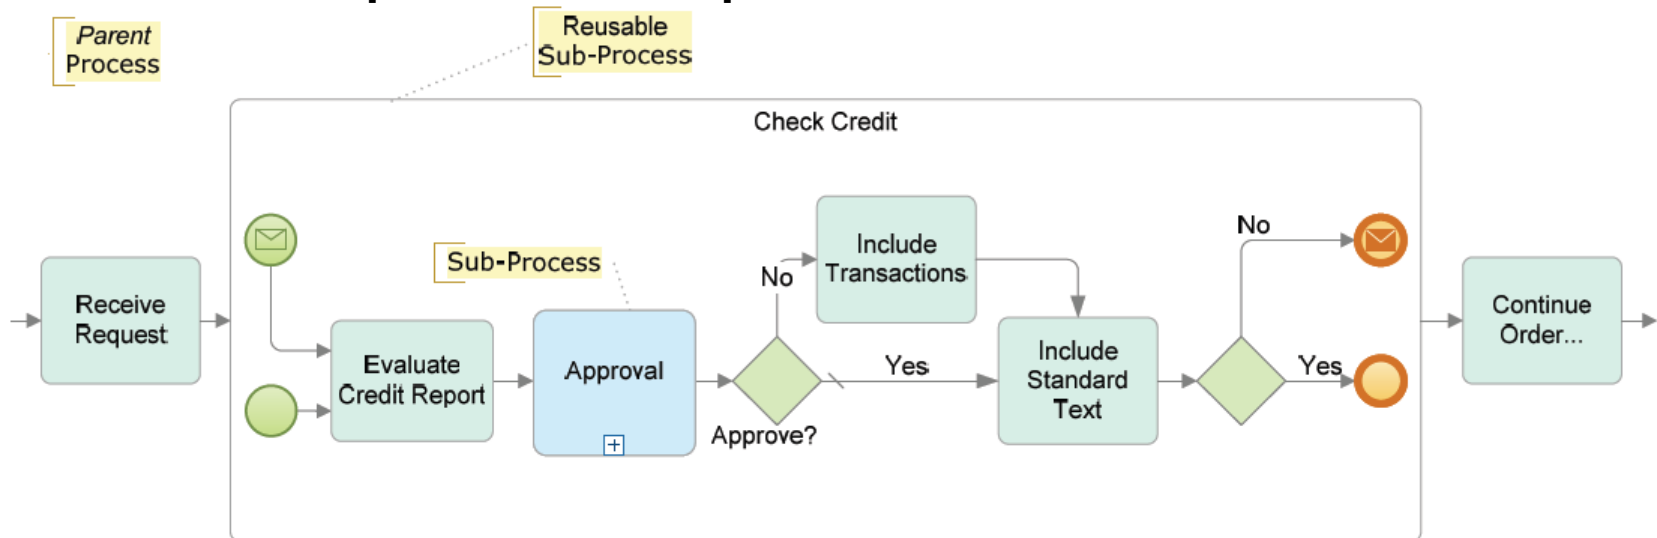 Parent
Process
Reusable
Sub-Process
Check Credit
Receive
Request
Sub-Process
Evaluate
Credit Report
Approval
Approve?
No
Include
Transactions
Yes
Include
Standard
Text
No
Yes
Continue
Order...